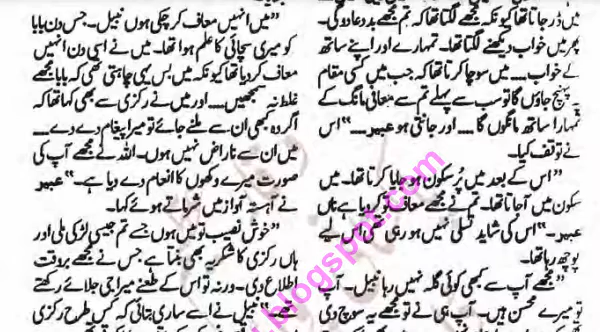 میں ڈر جاتا تھا کیونکہ مجھے لگتا تھا کہ تم مجھے بددعا دو گی۔
پھر میں خواب دیکھنے لگتا تھا۔ تمہارے اور اپنے ساتھ
کے خواب.... میں سوچا کرتا تھا کہ جب میں کسی مقام
پہ پہنچ جاؤں گا تو سب سے پہلے تم سے معافی مانگ کے
تمہارا ساتھ مانگوں گا.... اور جانتی ہو عبیر....“ اس
نے توقف کیا۔
”اس کے بعد میں پُر سکون ہو جایا کرتا تھا۔ میں
سکون میں آ جاتا تھا۔ تم نے مجھے معاف تو کر دیا ہے ناں
عبیر۔“ اس کی شاید تسلی نہیں ہو رہی تھی اس لیے
پوچھ رہا تھا۔
”مجھے آپ سے کبھی کوئی گلہ نہیں رہا نبیل۔ آپ
تو میرے محسن ہیں۔ آپ ہی نے تو مجھے یہ سوچ دی
”میں انہیں معاف کر چکی ہوں نبیل۔ جس دن بابا
کو میری سچائی کا علم ہوا تھا۔ میں نے اسی دن انہیں
معاف کر دیا تھا کیونکہ میں بس یہی چاہتی تھی کہ بابا مجھے
غلط نہ سمجھیں.... اور میں نے رکزی سے بھی کہا تھا کہ
اگر وہ کبھی ان سے ملنے جائے تو میرا پیغام دے دے....
میں ان سے ناراض نہیں ہوں۔ اللہ نے مجھے آپ کی
صورت میرے دکھوں کا انعام دے دیا ہے۔“ عبیر
نے آہستہ آواز میں شرماتے ہوئے کہا۔
”خوش نصیب تو میں ہوں جسے تم جیسی لڑکی ملی اور
ہاں رکزی کا شکریہ بھی بنتا ہے جس نے مجھے بروقت
اطلاع دی۔ ورنہ تو اس کے طعنے میرا جی جلائے رکھتے
تھے۔“ نبیل نے اسے ساری بتائی کہ کس طرح رکزی
.blogspot.com